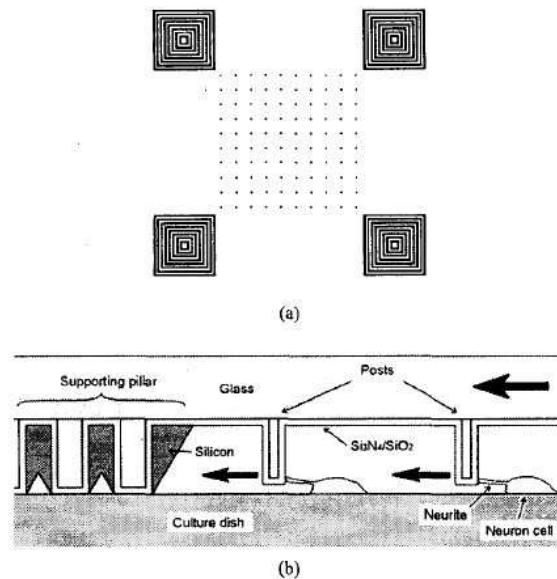 (a)
Supporting pillar
Glass
Posts
Silicon
Si3N4/SiO2
Neurite
Culture dish
Neuron cell
(b)